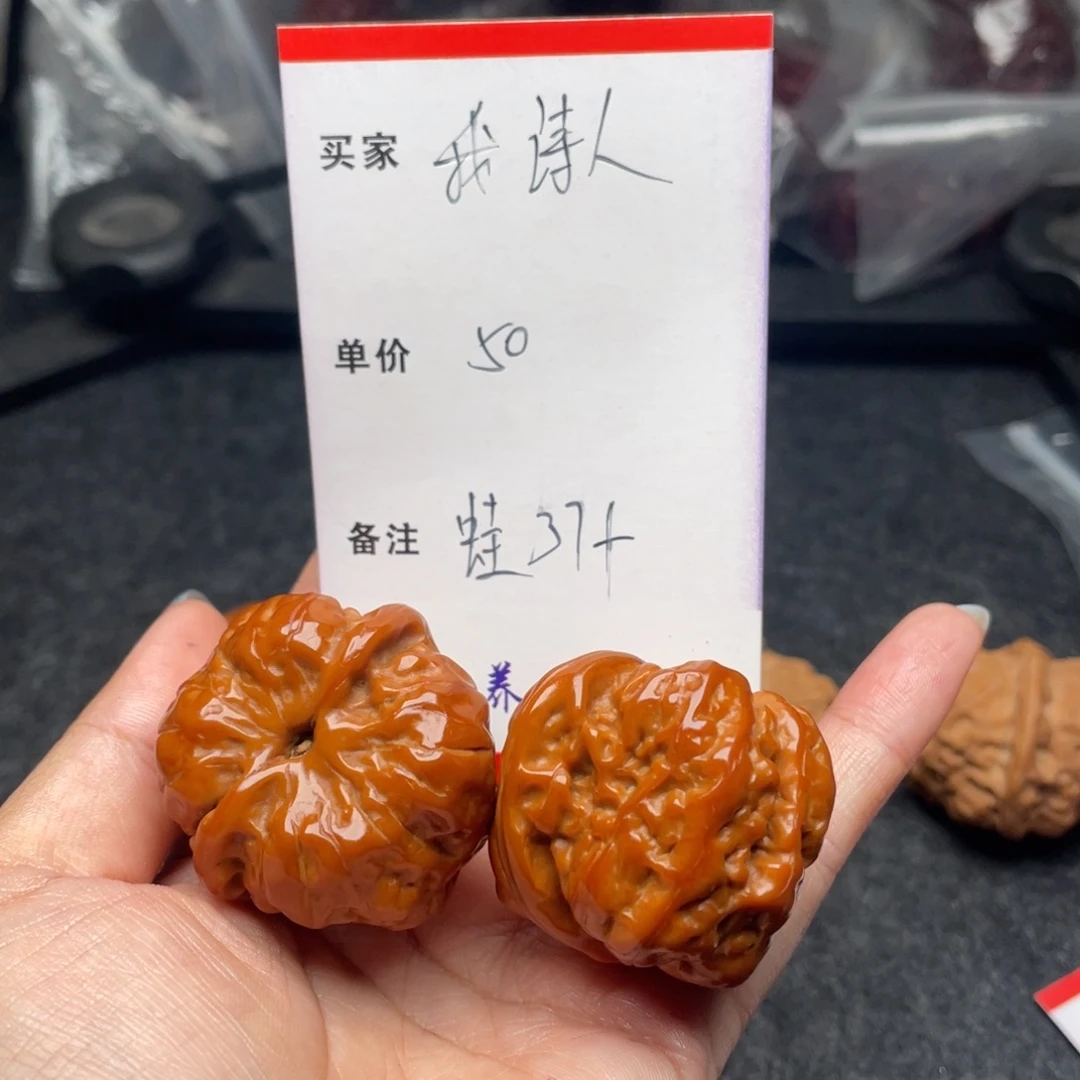 买家 我诗人
单价 50
备注 蛙37+
养